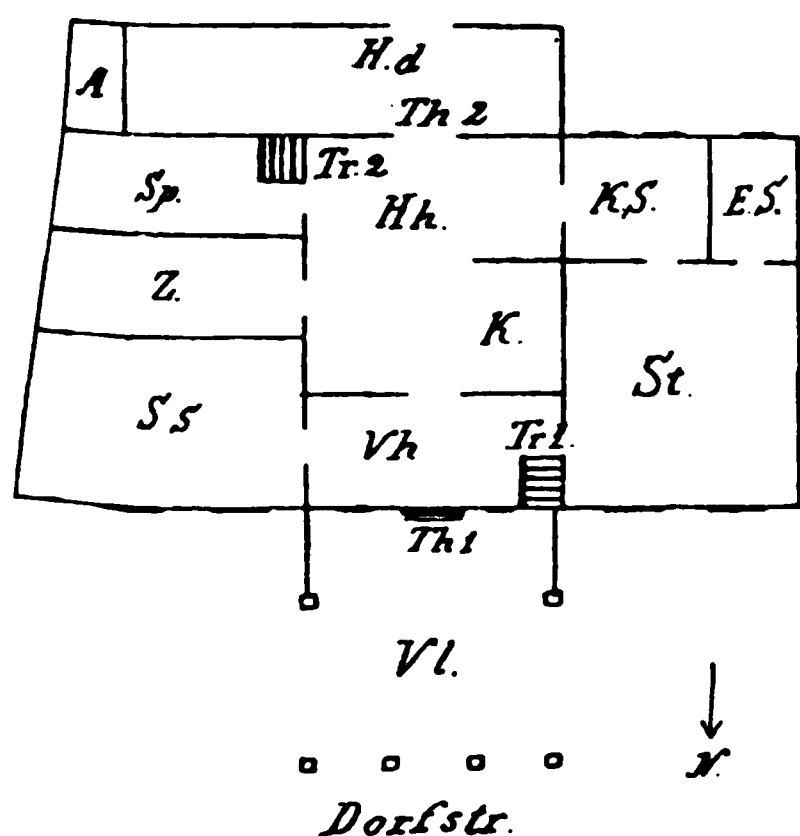 H.d
A
Th 2
Tr. 2
Sp.
Hh.
K.S.
E.S.
Z.
K.
St.
S S
Vh
Tr 1.
Th 1
Vl.
N.
Dorfstr.